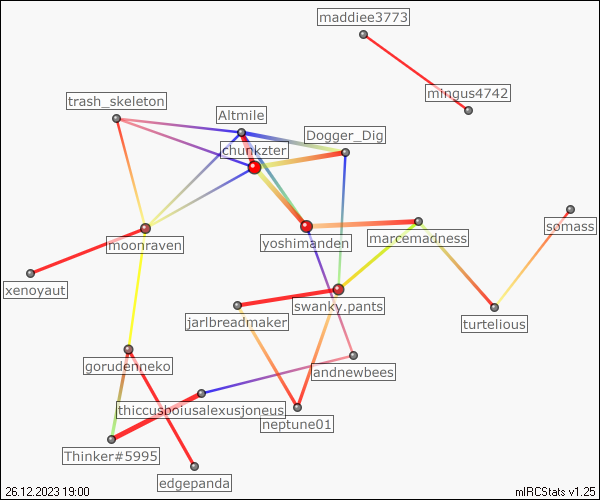 maddiee3773
mingus4742
trash_skeleton
Altmile
Dogger_Dig
chunkzter
somass
yoshimanden
marcemadness
moonraven
xenoyaut
swanky.pants
jarlbreadmaker
turtelious
gorudenneko
andnewbees
thiccusboiusalexusjoneus
neptune01
Thinker#5995
edgepanda
26.12.2023 19:00
mIRCStats v1.25